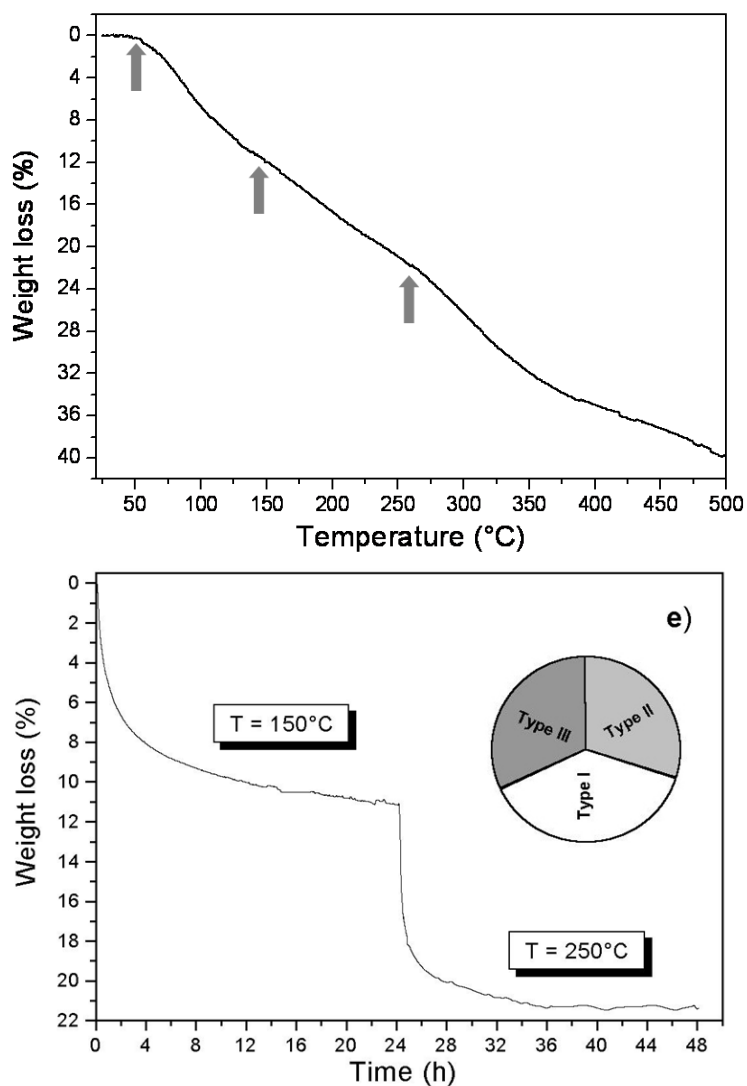 0
4
8
12
16
20
24
28
32
36
40
Weight loss (%)
50 100 150 200 250 300 350 400 450 500
Temperature (°C)
0
2
4
6
8
10
12
14
16
18
20
22
Weight loss (%)
e)
T = 150°C
Type III
Type II
Type I
T = 250°C
0 4 8 12 16 20 24 28 32 36 40 44 48
Time (h)